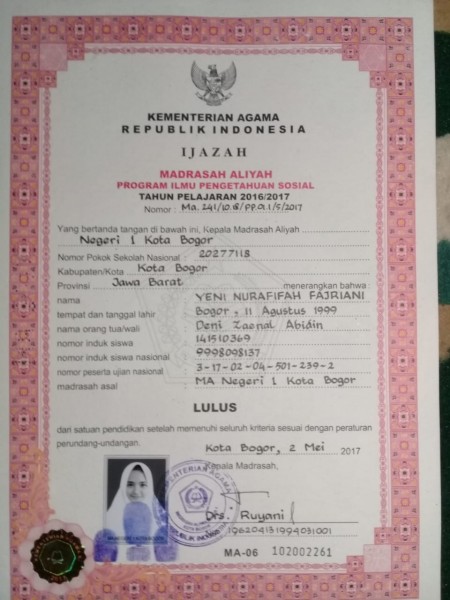 KEMENTERIAN AGAMA
REPUBLIK INDONESIA
IJAZAH
MADRASAH ALIYAH
PROGRAM ILMU PENGETAHUAN SOSIAL
TAHUN PELAJARAN 2016/2017
Nomor : Ma. 241/10.8/PP.01.1/5/2017
Yang bertanda tangan di bawah ini, Kepala Madrasah Aliyah
Negeri 1 Kota Bogor
Nomor Pokok Sekolah Nasional : 20277118
Kabupaten/Kota : Kota Bogor
Provinsi : Jawa Barat menerangkan bahwa :
nama : YENI NURAFIFAH FAJRIANI
tempat dan tanggal lahir : Bogor, 11 Agustus 1999
nama orang tua/wali : Deni Zaenal Abidin
nomor induk siswa : 141510369
nomor induk siswa nasional : 9998098137
nomor peserta ujian nasional : 3-17-02-04-501-239-2
madrasah asal : MA Negeri 1 Kota Bogor
LULUS
dari satuan pendidikan setelah memenuhi seluruh kriteria sesuai dengan peraturan
perundang-undangan.
Kota Bogor, 2 Mei 2017
Kepala Madrasah,
KEMENTERIAN AGAMA
REPUBLIK INDONESIA
Drs. Ruyani
196204131994031001
MA-06 102002261